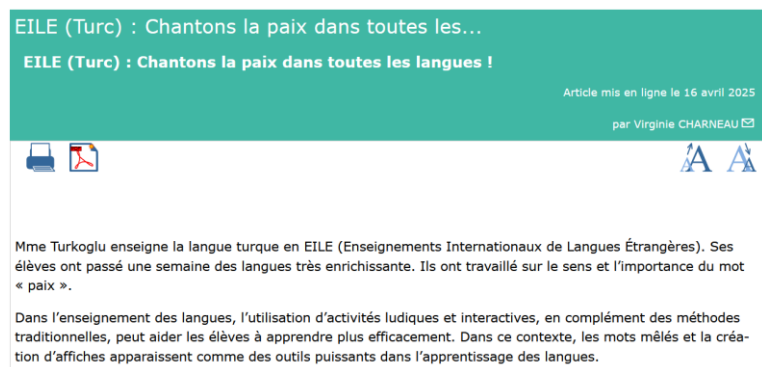 EILE (Turc) : Chantons la paix dans toutes les...
EILE (Turc) : Chantons la paix dans toutes les langues !
Article mis en ligne le 16 avril 2025
par Virginie CHARNEAU
Mme Turkoglu enseigne la langue turque en EILE (Enseignements Internationaux de Langues Étrangères). Ses
élèves ont passé une semaine des langues très enrichissante. Ils ont travaillé sur le sens et l’importance du mot
« paix ».
Dans l’enseignement des langues, l’utilisation d’activités ludiques et interactives, en complément des méthodes
traditionnelles, peut aider les élèves à apprendre plus efficacement. Dans ce contexte, les mots mêlés et la créa-
tion d’affiches apparaissent comme des outils puissants dans l’apprentissage des langues.